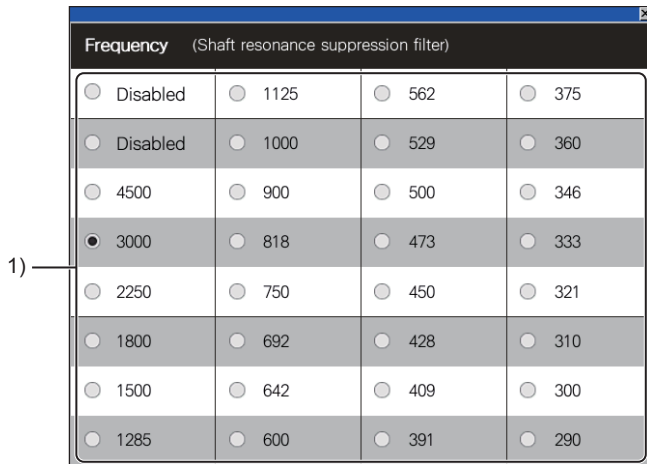 Frequency (Shaft resonance suppression filter)
Disabled 1125 562 375
Disabled 1000 529 360
4500 900 500 346
3000 818 473 333
1)
2250 750 450 321
1800 692 428 310
1500 642 409 300
1285 600 391 290